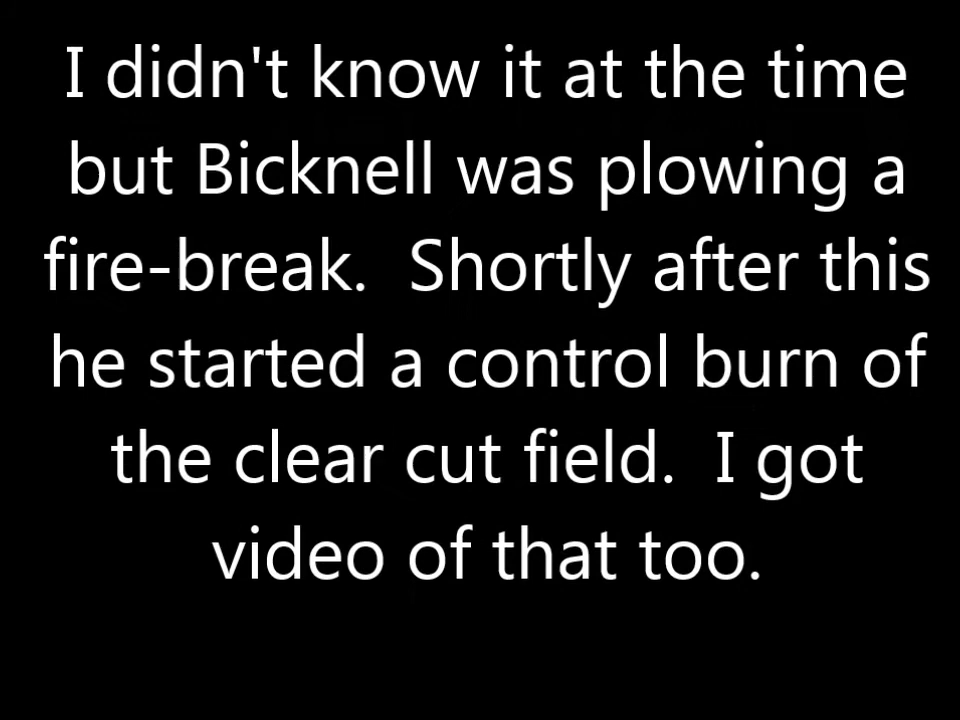 I didn't know it at the time
but Bicknell was plowing a
fire-break.  Shortly after this
he started a control burn of
the clear cut field.  I got
video of that too.